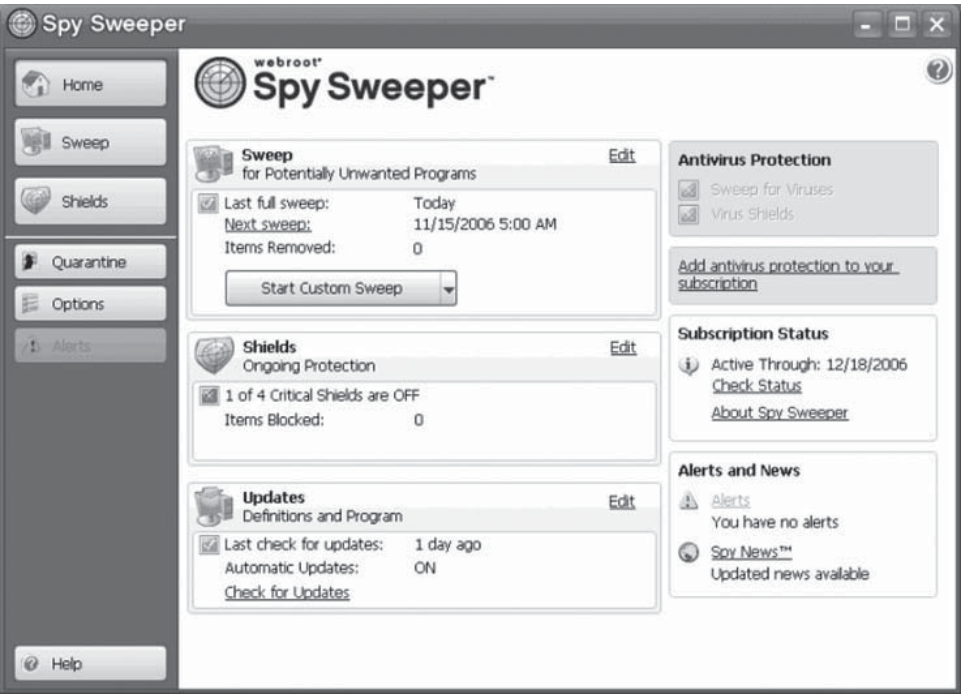 Spy Sweeper
Home
Sweep
Shields
Quarantine
Options
Alerts
Help
webroot®
Spy Sweeper™
Sweep
for Potentially Unwanted Programs
Edit
Last full sweep: Today
Next sweep: 11/15/2006 5:00 AM
Items Removed: 0
Start Custom Sweep
Shields
Ongoing Protection
Edit
1 of 4 Critical Shields are OFF
Items Blocked: 0
Updates
Definitions and Program
Edit
Last check for updates: 1 day ago
Automatic Updates: ON
Check for Updates
Antivirus Protection
Sweep for Viruses
Virus Shields
Add antivirus protection to your
subscription
Subscription Status
Active Through: 12/18/2006
Check Status
About Spy Sweeper
Alerts and News
Alerts
You have no alerts
Spy News™
Updated news available